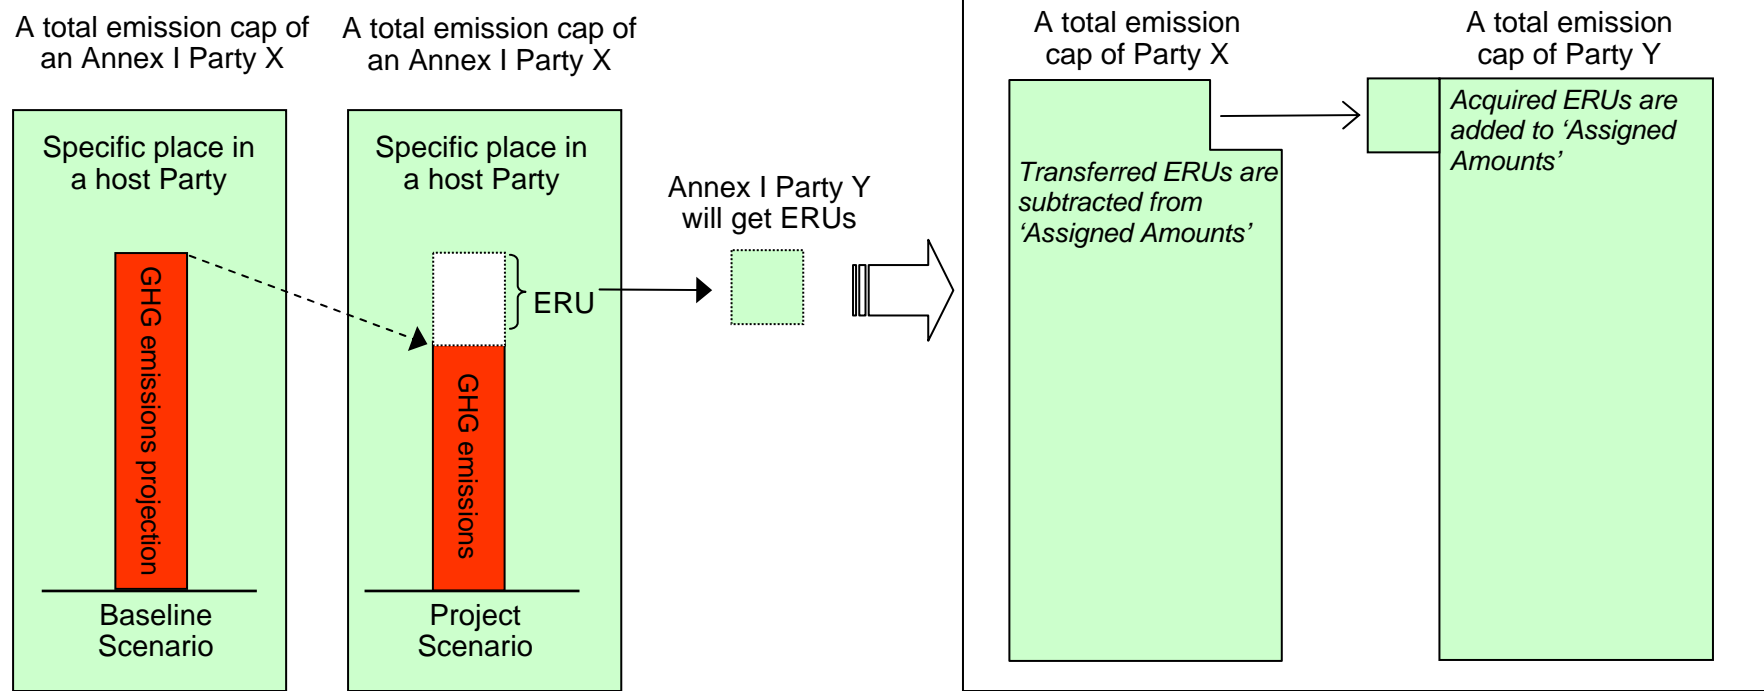 A total emission cap of
an Annex I Party X
Specific place in
a host Party
GHG emissions projection
Baseline
Scenario
A total emission cap of
an Annex I Party X
Specific place in
a host Party
ERU
GHG emissions
Project
Scenario
Annex I Party Y
will get ERUs
A total emission
cap of Party X
Transferred ERUs are
subtracted from
‘Assigned Amounts’
A total emission
cap of Party Y
Acquired ERUs are
added to ‘Assigned
Amounts’